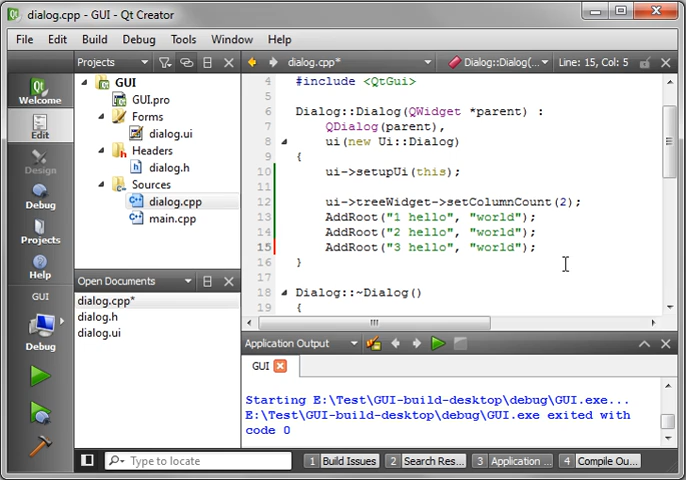 dialog.cpp - GUI - Qt Creator
File Edit Build Debug Tools Window Help
Projects
dialog.cpp*
Dialog::Dialog(...
Line: 15, Col: 5
Welcome
Edit
Design
Debug
Projects
Help
GUI
Debug
GUI
GUI.pro
Forms
dialog.ui
Headers
dialog.h
Sources
dialog.cpp
main.cpp
Open Documents
dialog.cpp*
dialog.h
dialog.ui
4 #include <QtGui>
5
6 Dialog::Dialog(QWidget *parent) :
7 QDialog(parent),
8 ui(new Ui::Dialog)
9 {
10 ui->setupUi(this);
11
12 ui->treeWidget->setColumnCount(2);
13 AddRoot("1 hello", "world");
14 AddRoot("2 hello", "world");
15 AddRoot("3 hello", "world");
16 }
17
18 Dialog::~Dialog()
19 {
Application Output
GUI
Starting E:\Test\GUI-build-desktop\debug\GUI.exe...
E:\Test\GUI-build-desktop\debug\GUI.exe exited with
code 0
Type to locate
1 Build Issues
2 Search Res...
3 Application ...
4 Compile Ou...